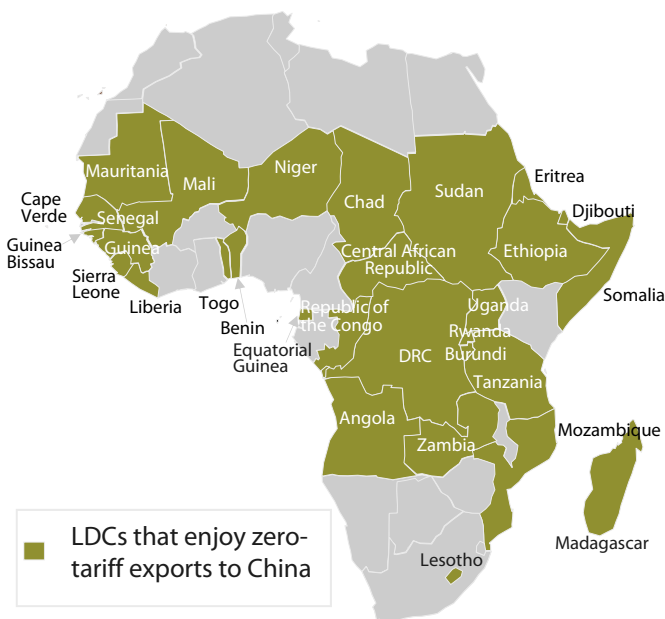 Mauritania
Mali
Niger
Chad
Sudan
Eritrea
Cape
Verde
Senegal
Djibouti
Guinea
Bissau
Guinea
Central African
Republic
Ethiopia
Sierra
Leone
Liberia
Togo
Benin
Equatorial
Guinea
Republic of
the Congo
Uganda
Somalia
Rwanda
DRC
Burundi
Tanzania
Angola
Zambia
Mozambique
Madagascar
Lesotho
LDCs that enjoy zero-
tariff exports to China